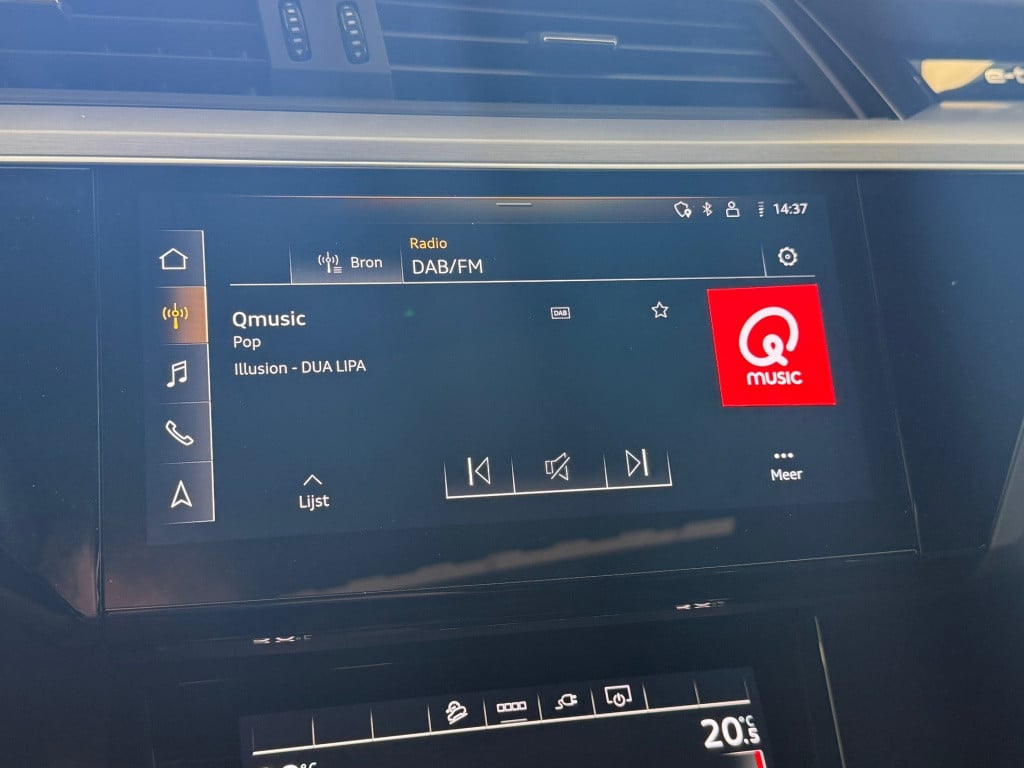 e-t
14:37
Radio
Bron
DAB/FM
Qmusic
DAB
Pop
Illusion - DUA LIPA
Q
music
Lijst
Meer
20.5°C
°C